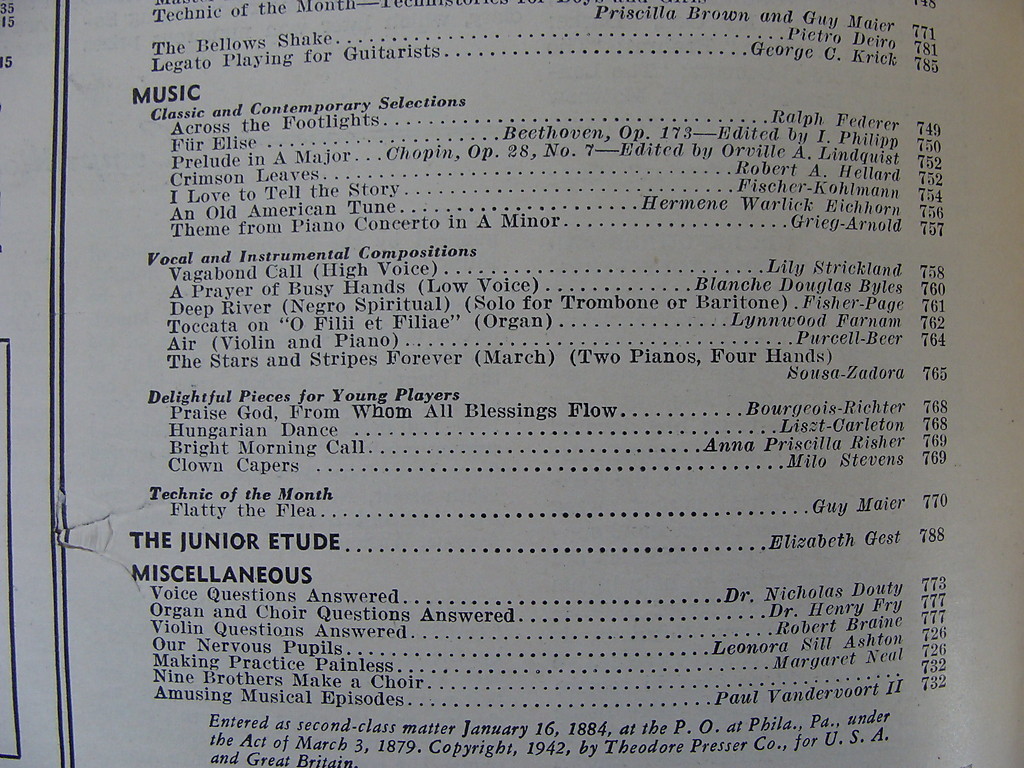 35
15
15
748
Technic of the Month—Technistories for Boys and Girls
Priscilla Brown and Guy Maier 771
The Bellows Shake..........Pietro Deiro 781
Legato Playing for Guitarists..........George C. Krick 785
MUSIC
Classic and Contemporary Selections
Across the Footlights..........Ralph Federer 749
Für Elise..........Beethoven, Op. 173—Edited by I. Philipp 750
Prelude in A Major...Chopin, Op. 28, No. 7—Edited by Orville A. Lindquist 752
Crimson Leaves..........Robert A. Hellard 752
I Love to Tell the Story..........Fischer-Kohlmann 754
An Old American Tune..........Hermene Warlick Eichhorn 756
Theme from Piano Concerto in A Minor..........Grieg-Arnold 757
Vocal and Instrumental Compositions
Vagabond Call (High Voice)..........Lily Strickland 758
A Prayer of Busy Hands (Low Voice)..........Blanche Douglas Byles 760
Deep River (Negro Spiritual) (Solo for Trombone or Baritone).Fisher-Page 761
Toccata on "O Filii et Filiae" (Organ)..........Lynnwood Farnam 762
Air (Violin and Piano)..........Purcell-Beer 764
The Stars and Stripes Forever (March) (Two Pianos, Four Hands)
Sousa-Zadora 765
Delightful Pieces for Young Players
Praise God, From Whom All Blessings Flow..........Bourgeois-Richter 768
Hungarian Dance..........Liszt-Carleton 768
Bright Morning Call..........Anna Priscilla Risher 769
Clown Capers..........Milo Stevens 769
Technic of the Month
Flatty the Flea..........Guy Maier 770
THE JUNIOR ETUDE..........Elizabeth Gest 788
MISCELLANEOUS
Voice Questions Answered..........Dr. Nicholas Douty 773
Organ and Choir Questions Answered..........Dr. Henry Fry 777
Violin Questions Answered..........Robert Braine 777
Our Nervous Pupils..........Leonora Sill Ashton 726
Making Practice Painless..........Margaret Neal 726
Nine Brothers Make a Choir.......... 732
Amusing Musical Episodes..........Paul Vandervoort II 732
Entered as second-class matter January 16, 1884, at the P. O. at Phila., Pa., under
the Act of March 3, 1879. Copyright, 1942, by Theodore Presser Co., for U. S. A.
and Great Britain.